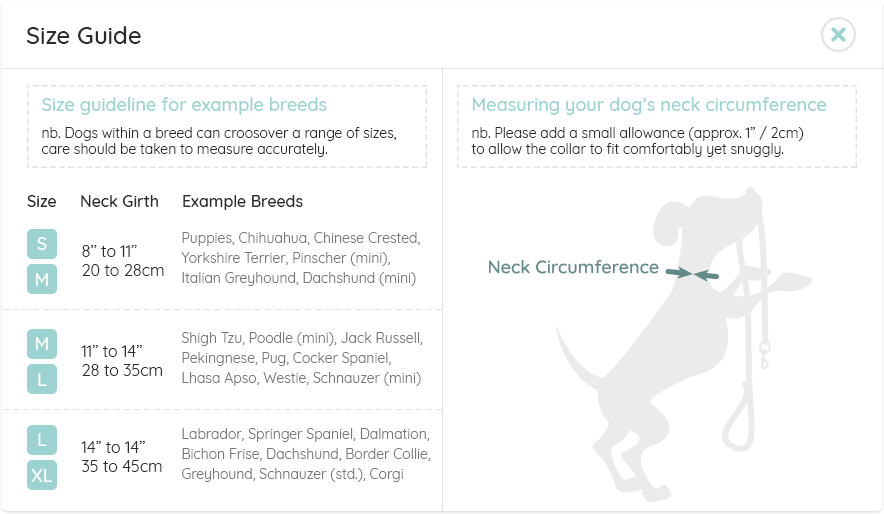 Size Guide
Size guideline for example breeds
nb. Dogs within a breed can croosover a range of sizes,
care should be taken to measure accurately.
Size Neck Girth Example Breeds
S
M
8” to 11”
20 to 28cm
Puppies, Chihuahua, Chinese Crested,
Yorkshire Terrier, Pinscher (mini),
Italian Greyhound, Dachshund (mini)
M
L
11” to 14”
28 to 35cm
Shigh Tzu, Poodle (mini), Jack Russell,
Pekingnese, Pug, Cocker Spaniel,
Lhasa Apso, Westie, Schnauzer (mini)
L
XL
14” to 14”
35 to 45cm
Labrador, Springer Spaniel, Dalmation,
Bichon Frise, Dachshund, Border Collie,
Greyhound, Schnauzer (std.), Corgi
Measuring your dog’s neck circumference
nb. Please add a small allowance (approx. 1” / 2cm)
to allow the collar to fit comfortably yet snuggly.
Neck Circumference